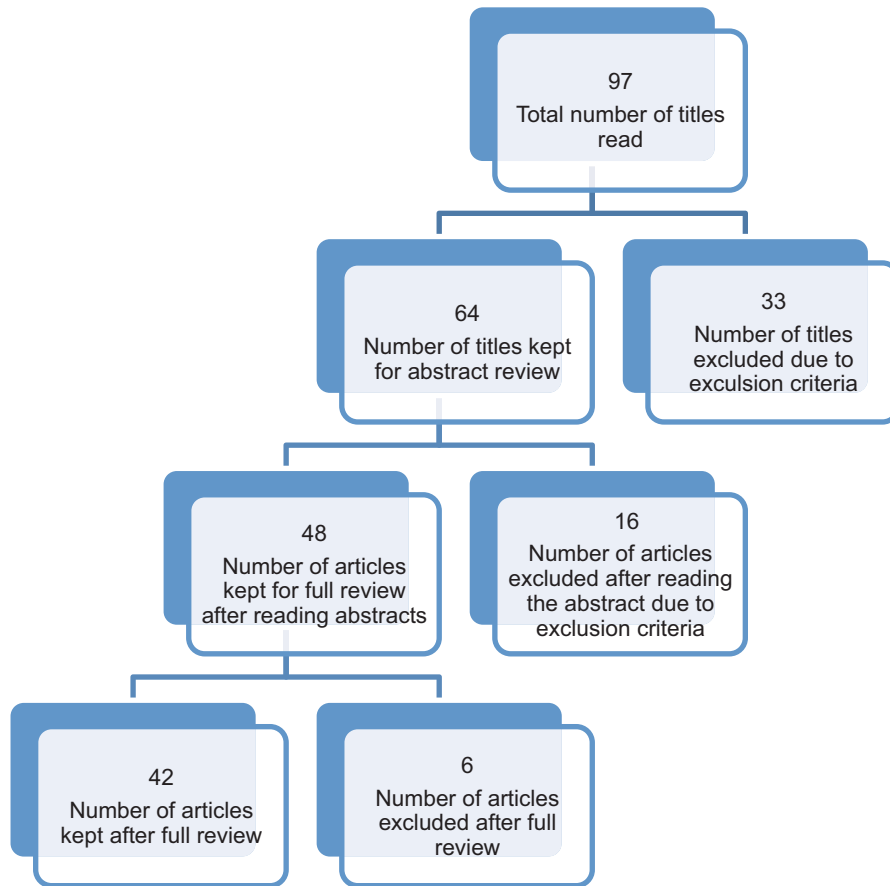 97
Total number of titles
read
64
Number of titles kept
for abstract review
33
Number of titles
excluded due to
exculsion criteria
48
Number of articles
kept for full review
after reading abstracts
16
Number of articles
excluded after reading
the abstract due to
exclusion criteria
42
Number of articles
kept after full review
6
Number of articles
excluded after full
review